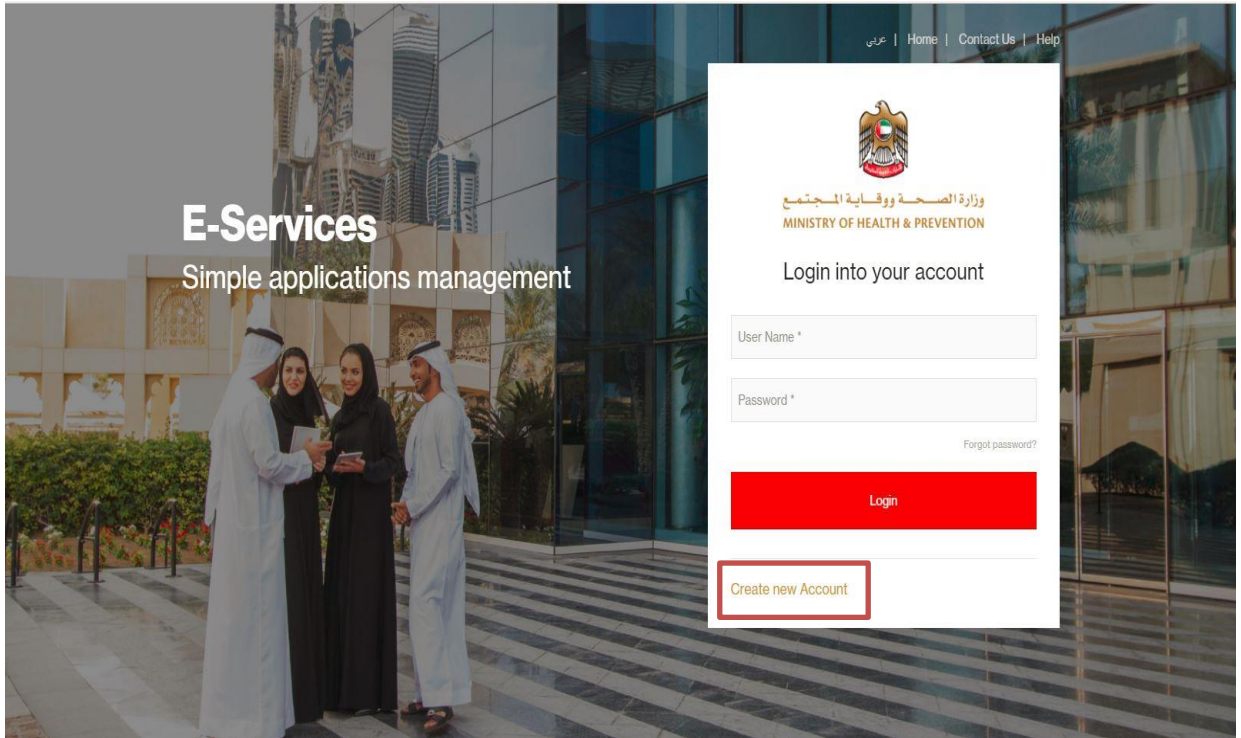 عربي | Home | Contact Us | Help
E-Services
Simple applications management
وزارة الصحة ووقاية المجتمع
MINISTRY OF HEALTH & PREVENTION
Login into your account
User Name *
Password *
Forgot password?
Login
Create new Account